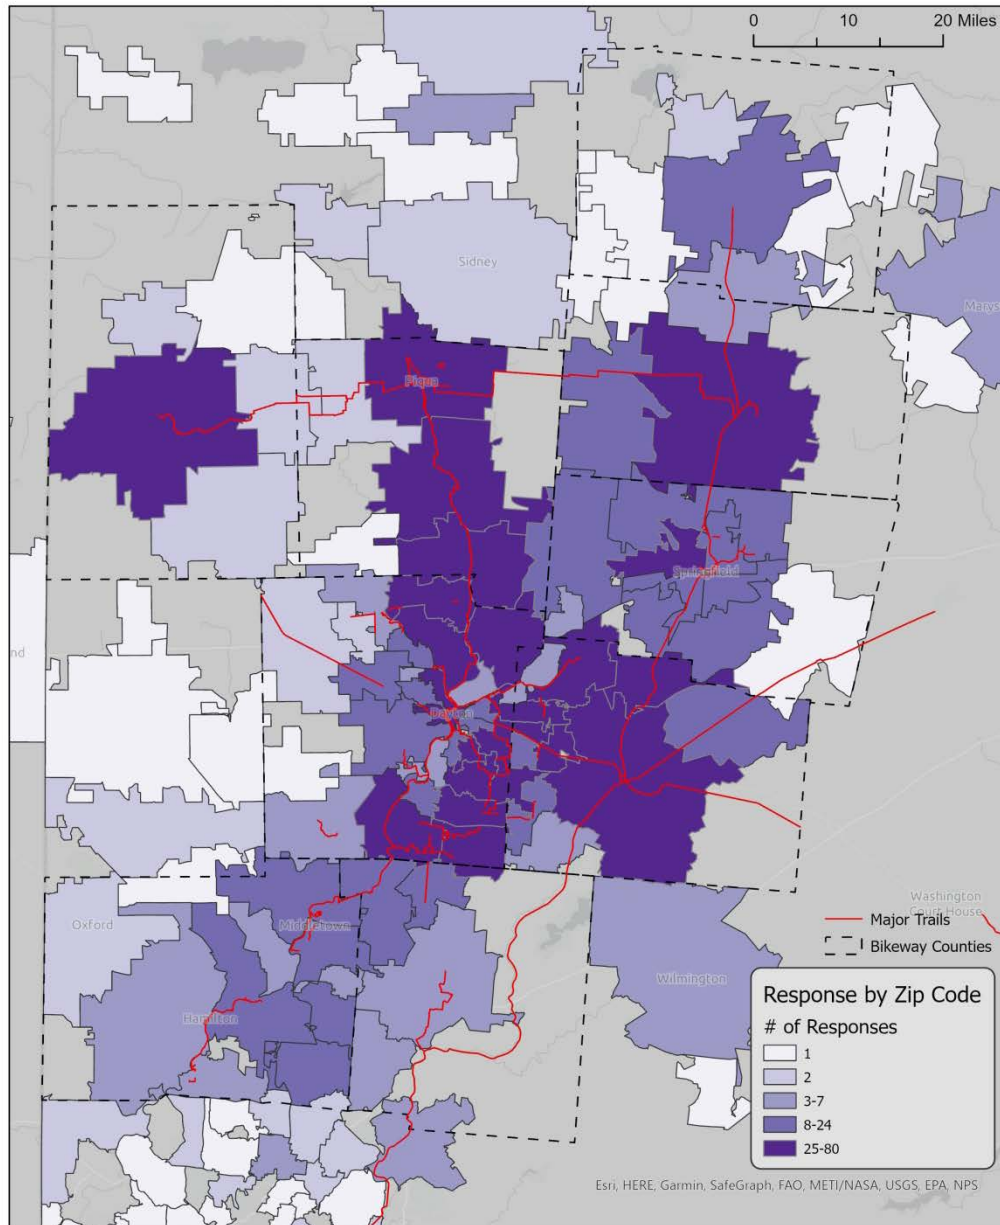 0 10 20 Miles
Sidney
Marys
Piqua
Springfield
nd
Dayton
Washington
Court House
Oxford
Middletown
Wilmington
Hamilton
Major Trails
Bikeway Counties
Response by Zip Code
# of Responses
1
2
3-7
8-24
25-80
Esri, HERE, Garmin, SafeGraph, FAO, METI/NASA, USGS, EPA, NPS